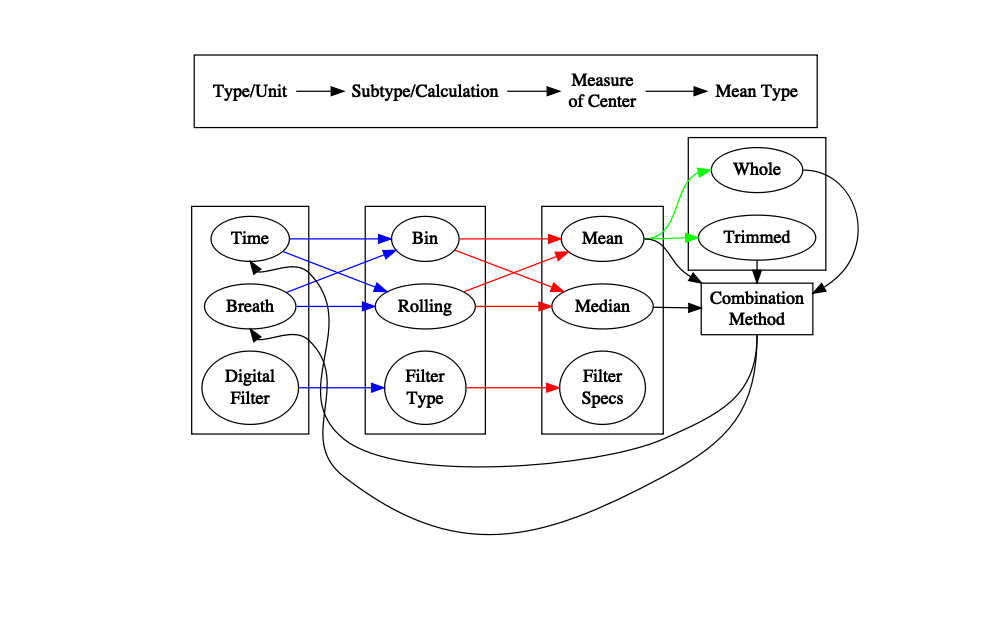 Type/Unit
Subtype/Calculation
Measure
of Center
Mean Type
Whole
Trimmed
Time
Bin
Mean
Breath
Rolling
Median
Combination
Method
Digital
Filter
Filter
Type
Filter
Specs